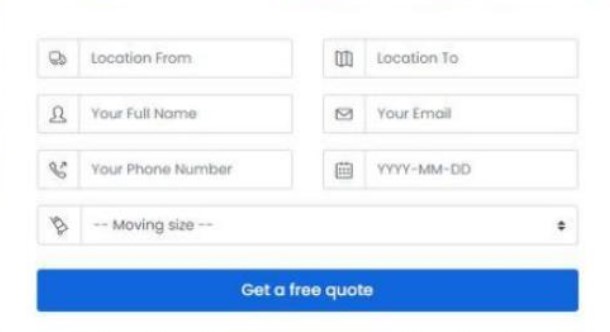 Location From
Location To
Your Full Name
Your Email
Your Phone Number
YYYY-MM-DD
-- Moving size --
Get a free quote